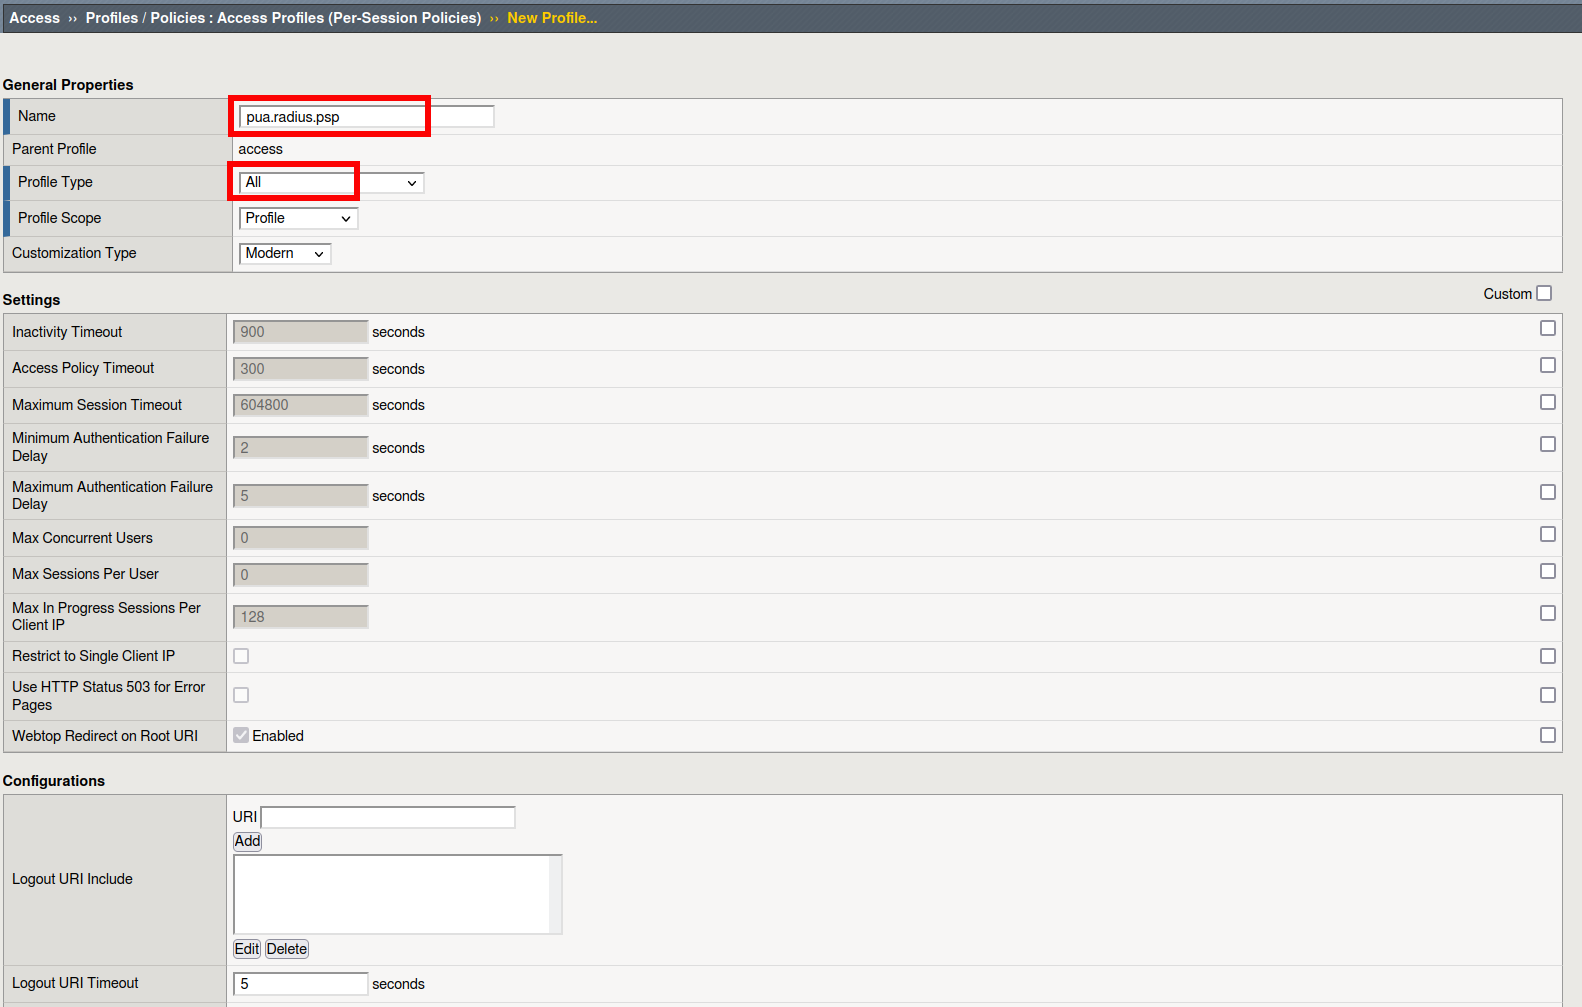 Access ›› Profiles / Policies : Access Profiles (Per-Session Policies) ›› New Profile...
General Properties
Name pua.radius.psp
Parent Profile access
Profile Type All
Profile Scope Profile
Customization Type Modern
Settings Custom
Inactivity Timeout 900 seconds
Access Policy Timeout 300 seconds
Maximum Session Timeout 604800 seconds
Minimum Authentication Failure
Delay
2 seconds
Maximum Authentication Failure
Delay
5 seconds
Max Concurrent Users 0
Max Sessions Per User 0
Max In Progress Sessions Per
Client IP
128
Restrict to Single Client IP
Use HTTP Status 503 for Error
Pages
Webtop Redirect on Root URI Enabled
Configurations
Logout URI Include
URI
Add
Edit Delete
Logout URI Timeout 5 seconds